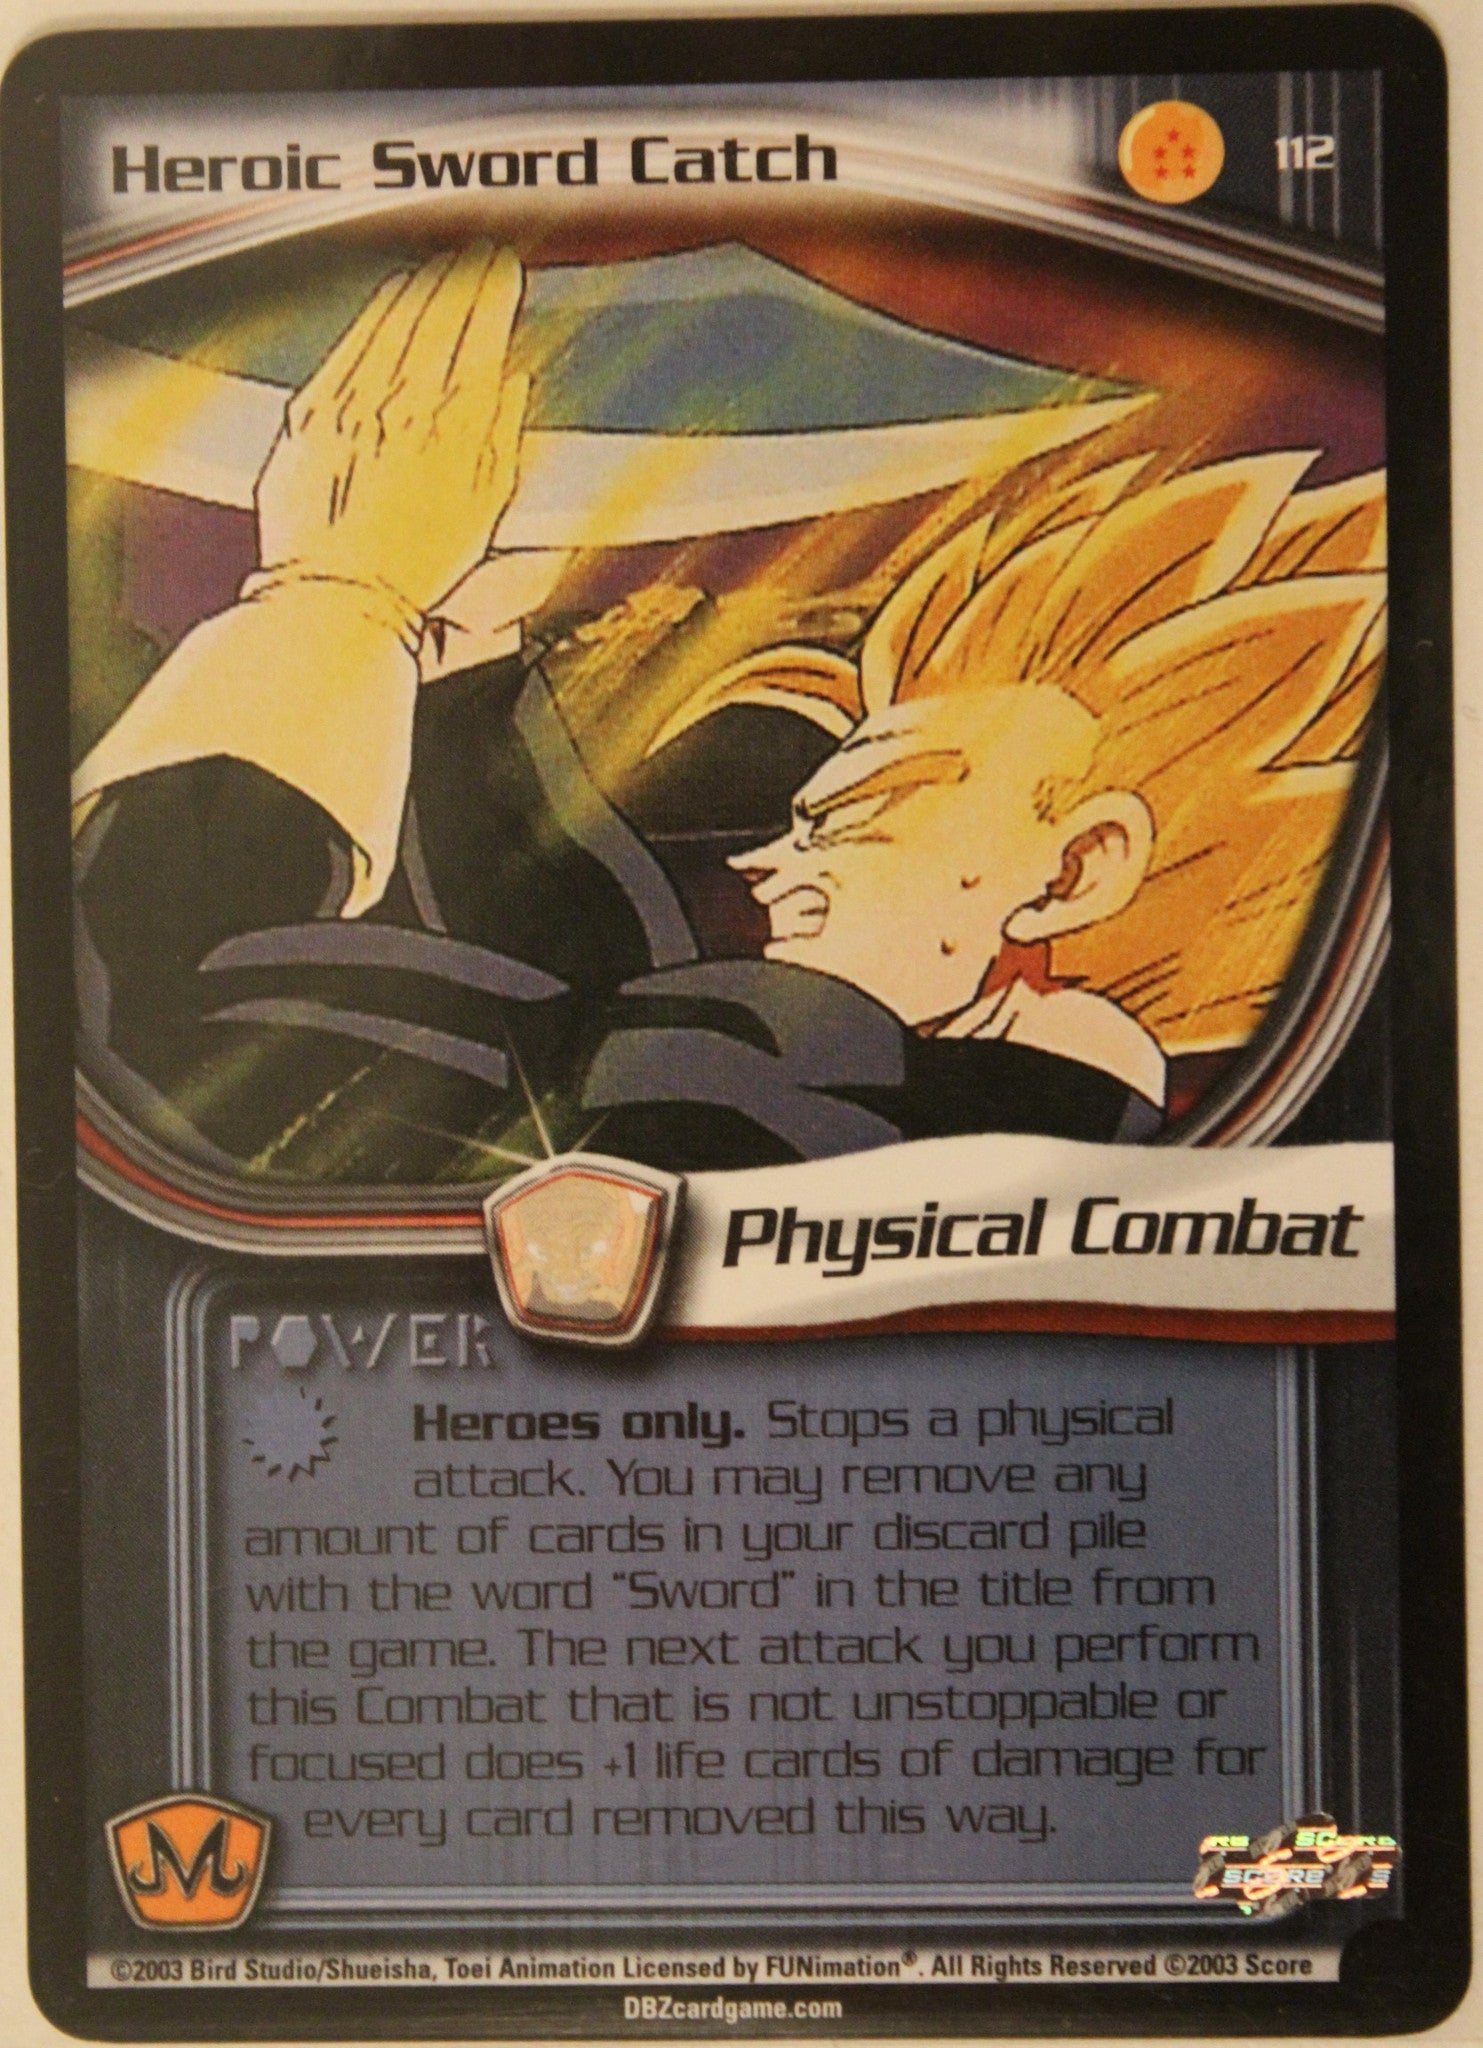 Heroic Sword Catch
112
Physical Combat
POWER
Heroes only. Stops a physical
attack. You may remove any
amount of cards in your discard pile
with the word “Sword” in the title from
the game. The next attack you perform
this Combat that is not unstoppable or
focused does +1 life cards of damage for
every card removed this way.
M
SCORE
©2003 Bird Studio/Shueisha, Toei Animation Licensed by FUNimation®. All Rights Reserved ©2003 Score
DBZcardgame.com